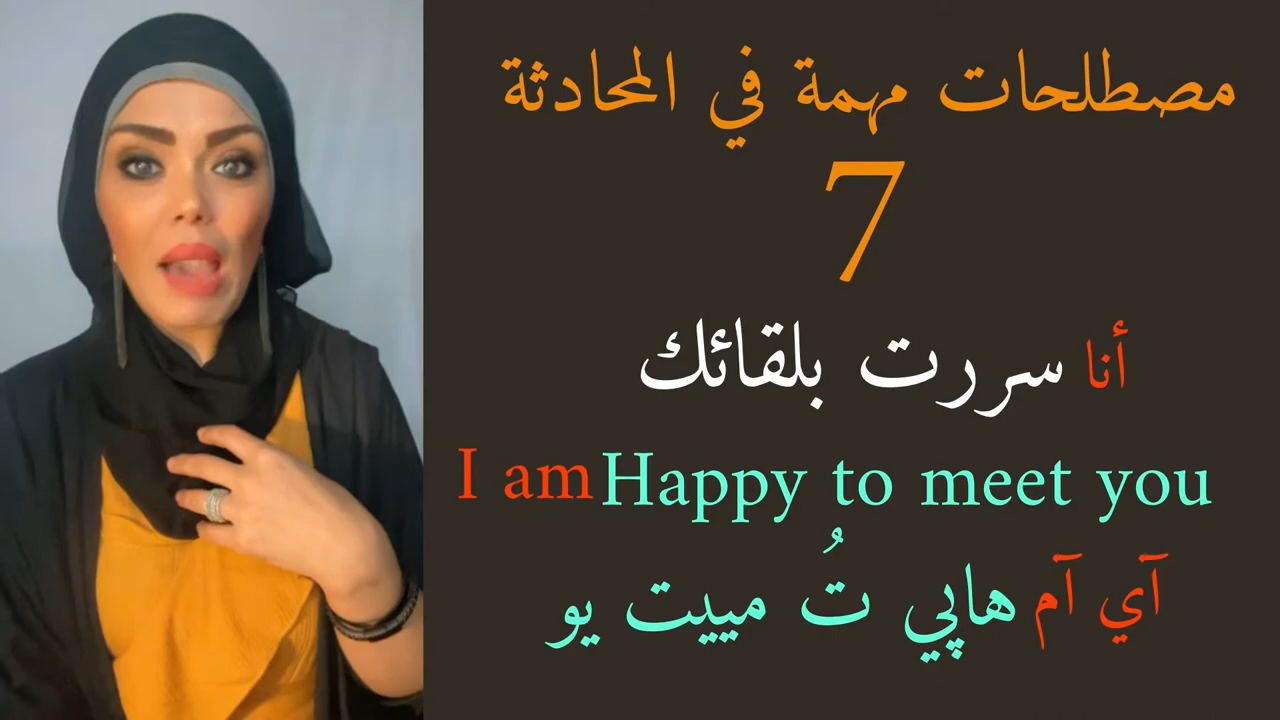 مصطلحات مهمة في المحادثة
7
أنا سررت بلقائك
I am Happy to meet you
آي آم هاپي تُ مييت يو